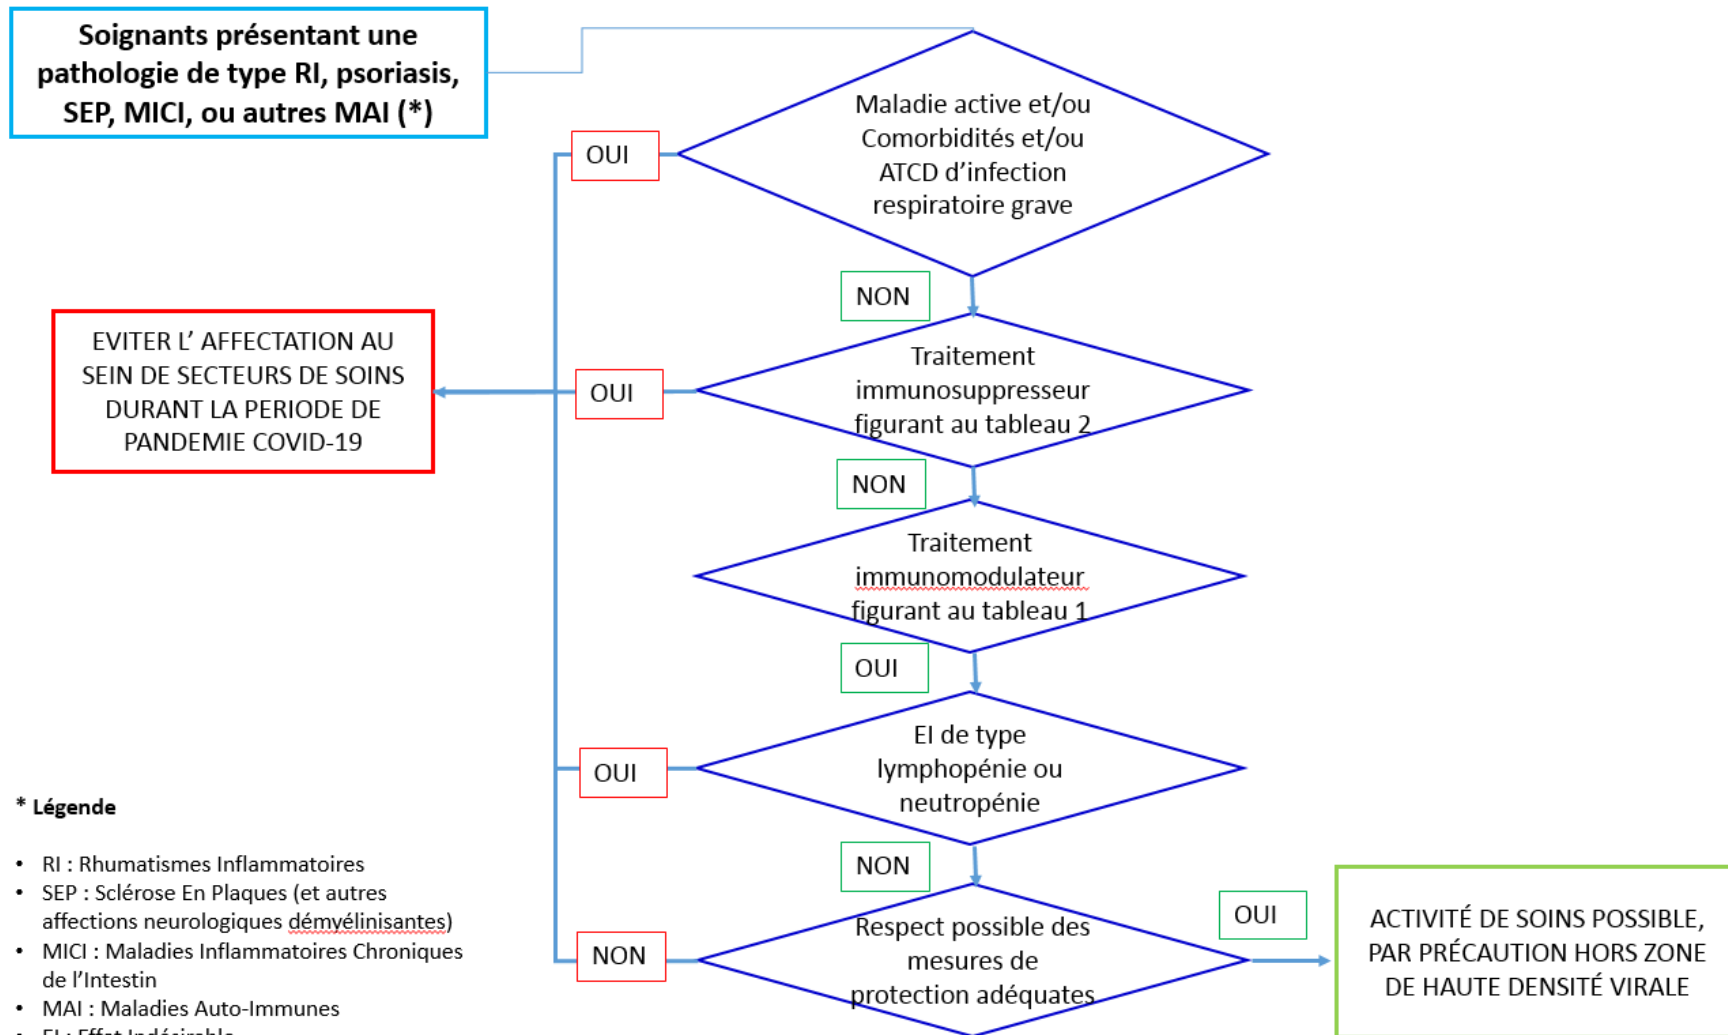 Soignants présentant une
pathologie de type RI, psoriasis,
SEP, MICI, ou autres MAI (*)
Maladie active et/ou
Comorbidités et/ou
ATCD d’infection
respiratoire grave
OUI
NON
EVITER L’ AFFECTATION AU
SEIN DE SECTEURS DE SOINS
DURANT LA PERIODE DE
PANDEMIE COVID-19
OUI
Traitement
immunosuppresseur
figurant au tableau 2
NON
Traitement
immunomodulateur
figurant au tableau 1
OUI
OUI
EI de type
lymphopénie ou
neutropénie
NON
NON
Respect possible des
mesures de
protection adéquates
OUI
ACTIVITÉ DE SOINS POSSIBLE,
PAR PRÉCAUTION HORS ZONE
DE HAUTE DENSITÉ VIRALE
* Légende
• RI : Rhumatismes Inflammatoires
• SEP : Sclérose En Plaques (et autres
affections neurologiques démyélinisantes)
• MICI : Maladies Inflammatoires Chroniques
de l’Intestin
• MAI : Maladies Auto-Immunes
• EI : Effet Indésirable